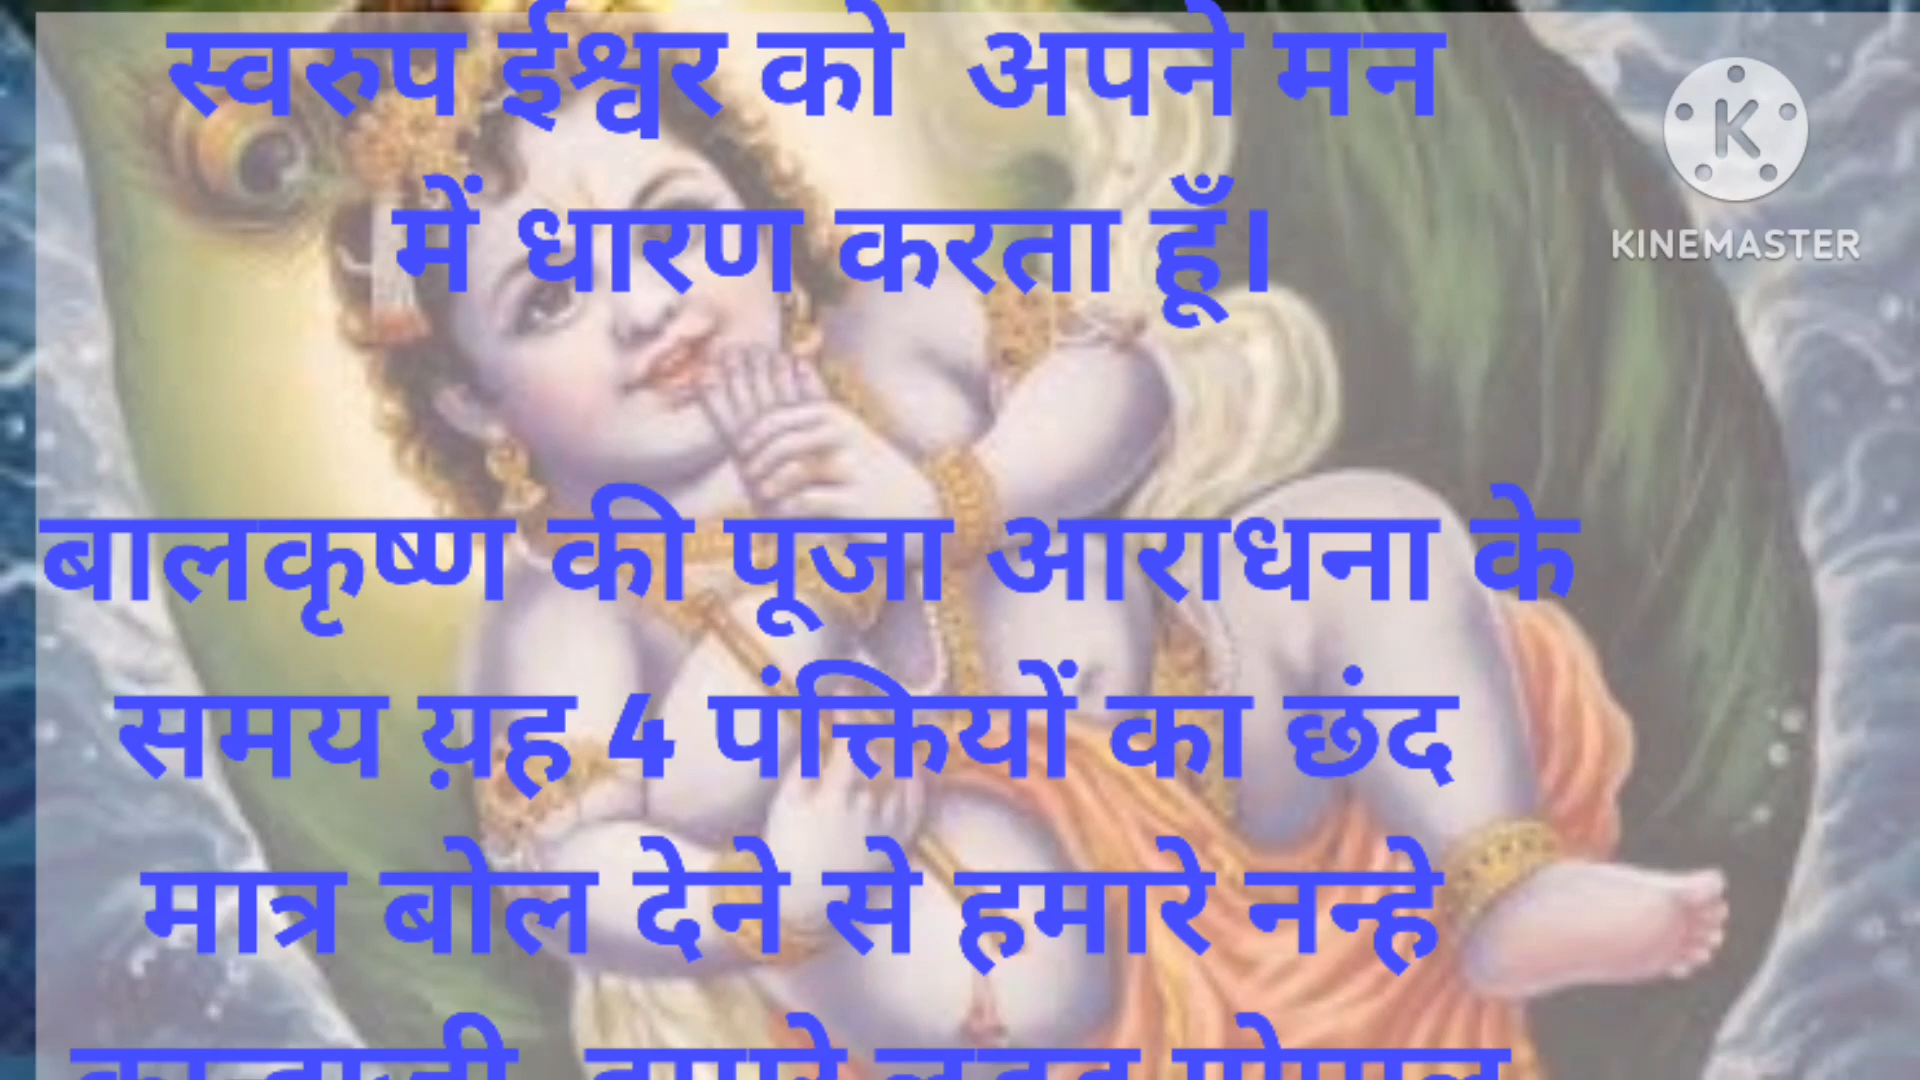 स्वरुप ईश्वर को अपने मन
में धारण करता हूँ।
बालकृष्ण की पूजा आराधना के
समय य़ह 4 पंक्तियों का छंद
मात्र बोल देने से हमारे नन्हे
K
KINEMASTER